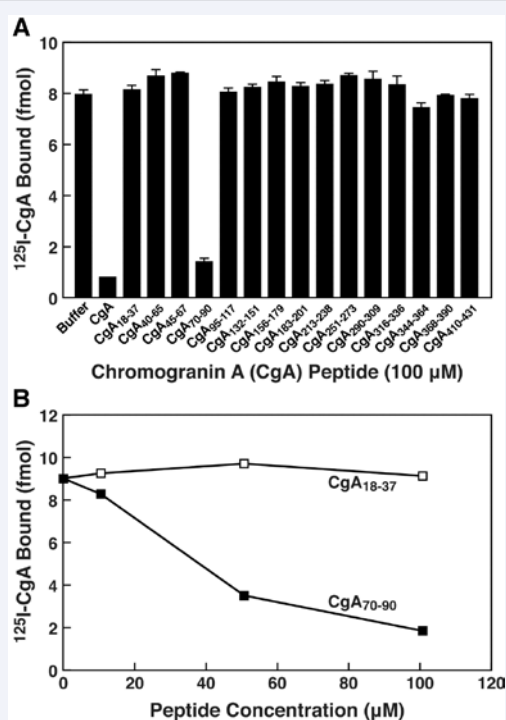 A
10
8
6
4
2
0
125I-CgA Bound (fmol)
Buffer
CgA
CgA18-37
CgA40-65
CgA45-67
CgA70-90
CgA95-117
CgA132-151
CgA156-179
CgA183-201
CgA213-238
CgA251-273
CgA290-309
CgA316-336
CgA344-364
CgA368-390
CgA410-431
Chromogranin A (CgA) Peptide (100 μM)
B
12
10
8
6
4
2
0
125I-CgA Bound (fmol)
CgA18-37
CgA70-90
0 20 40 60 80 100 120
Peptide Concentration (μM)